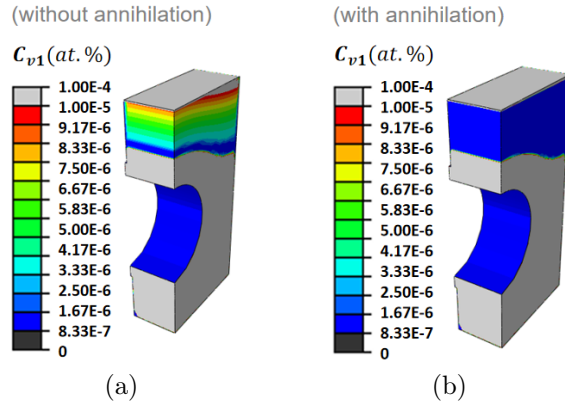 (without annihilation)
C_v1(at. %)
1.00E-4
1.00E-5
9.17E-6
8.33E-6
7.50E-6
6.67E-6
5.83E-6
5.00E-6
4.17E-6
3.33E-6
2.50E-6
1.67E-6
8.33E-7
0
(a)
(with annihilation)
C_v1(at. %)
1.00E-4
1.00E-5
9.17E-6
8.33E-6
7.50E-6
6.67E-6
5.83E-6
5.00E-6
4.17E-6
3.33E-6
2.50E-6
1.67E-6
8.33E-7
0
(b)